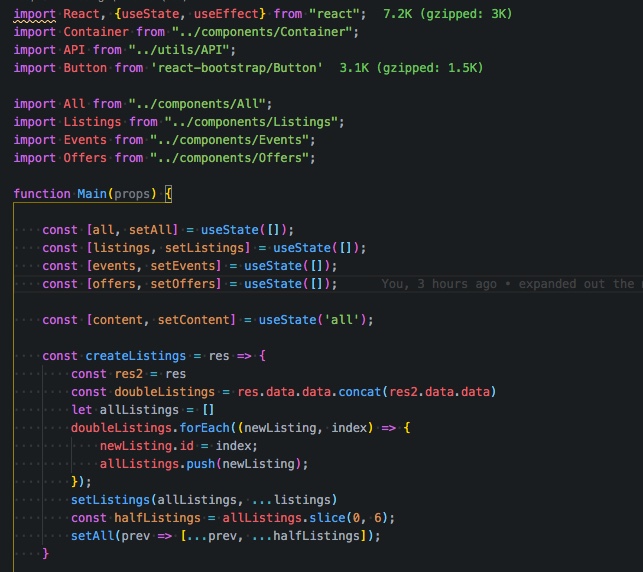 import React, {useState, useEffect} from "react"; 7.2K (gzipped: 3K)
import Container from "../components/Container";
import API from "../utils/API";
import Button from 'react-bootstrap/Button' 3.1K (gzipped: 1.5K)
import All from "../components/All";
import Listings from "../components/Listings";
import Events from "../components/Events";
import Offers from "../components/Offers";
function Main(props) {
const [all, setAll] = useState([]);
const [listings, setListings] = useState([]);
const [events, setEvents] = useState([]);
const [offers, setOffers] = useState([]); You, 3 hours ago • expanded out the
const [content, setContent] = useState('all');
const createListings = res => {
const res2 = res
const doubleListings = res.data.data.concat(res2.data.data)
let allListings = []
doubleListings.forEach((newListing, index) => {
newListing.id = index;
allListings.push(newListing);
});
setListings(allListings, ...listings)
const halfListings = allListings.slice(0, 6);
setAll(prev => [...prev, ...halfListings]);
}